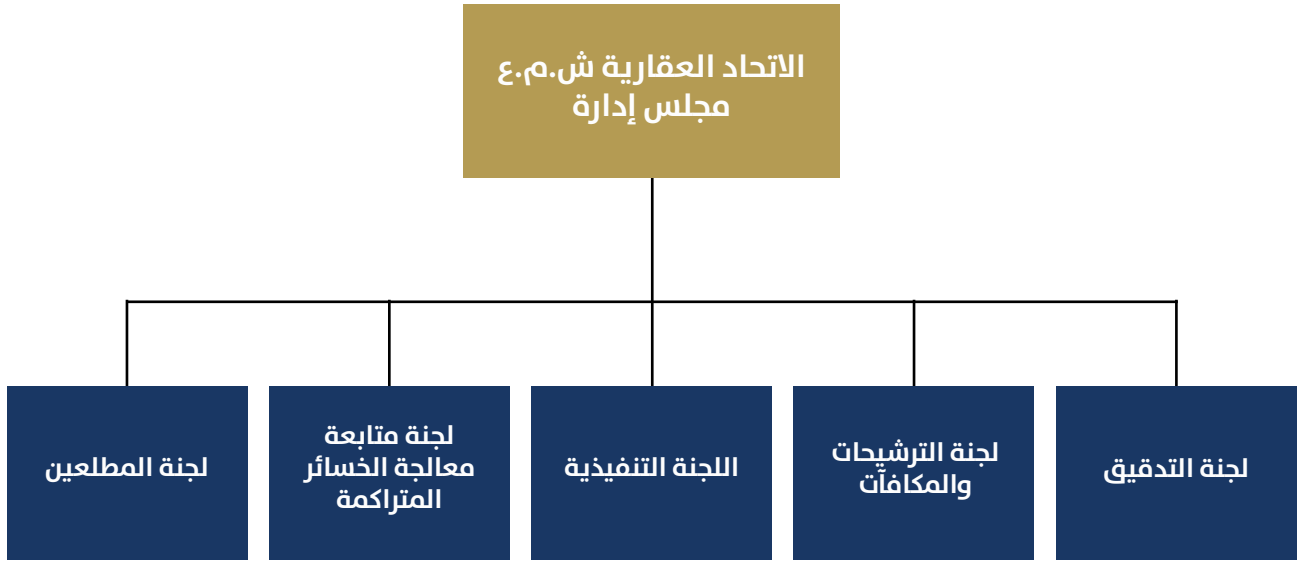 الاتحاد العقارية ش.م.ع
مجلس إدارة
لجنة التدقيق
لجنة الترشيحات
والمكافآت
اللجنة التنفيذية
لجنة متابعة
معالجة الخسائر
المتراكمة
لجنة المطلعين